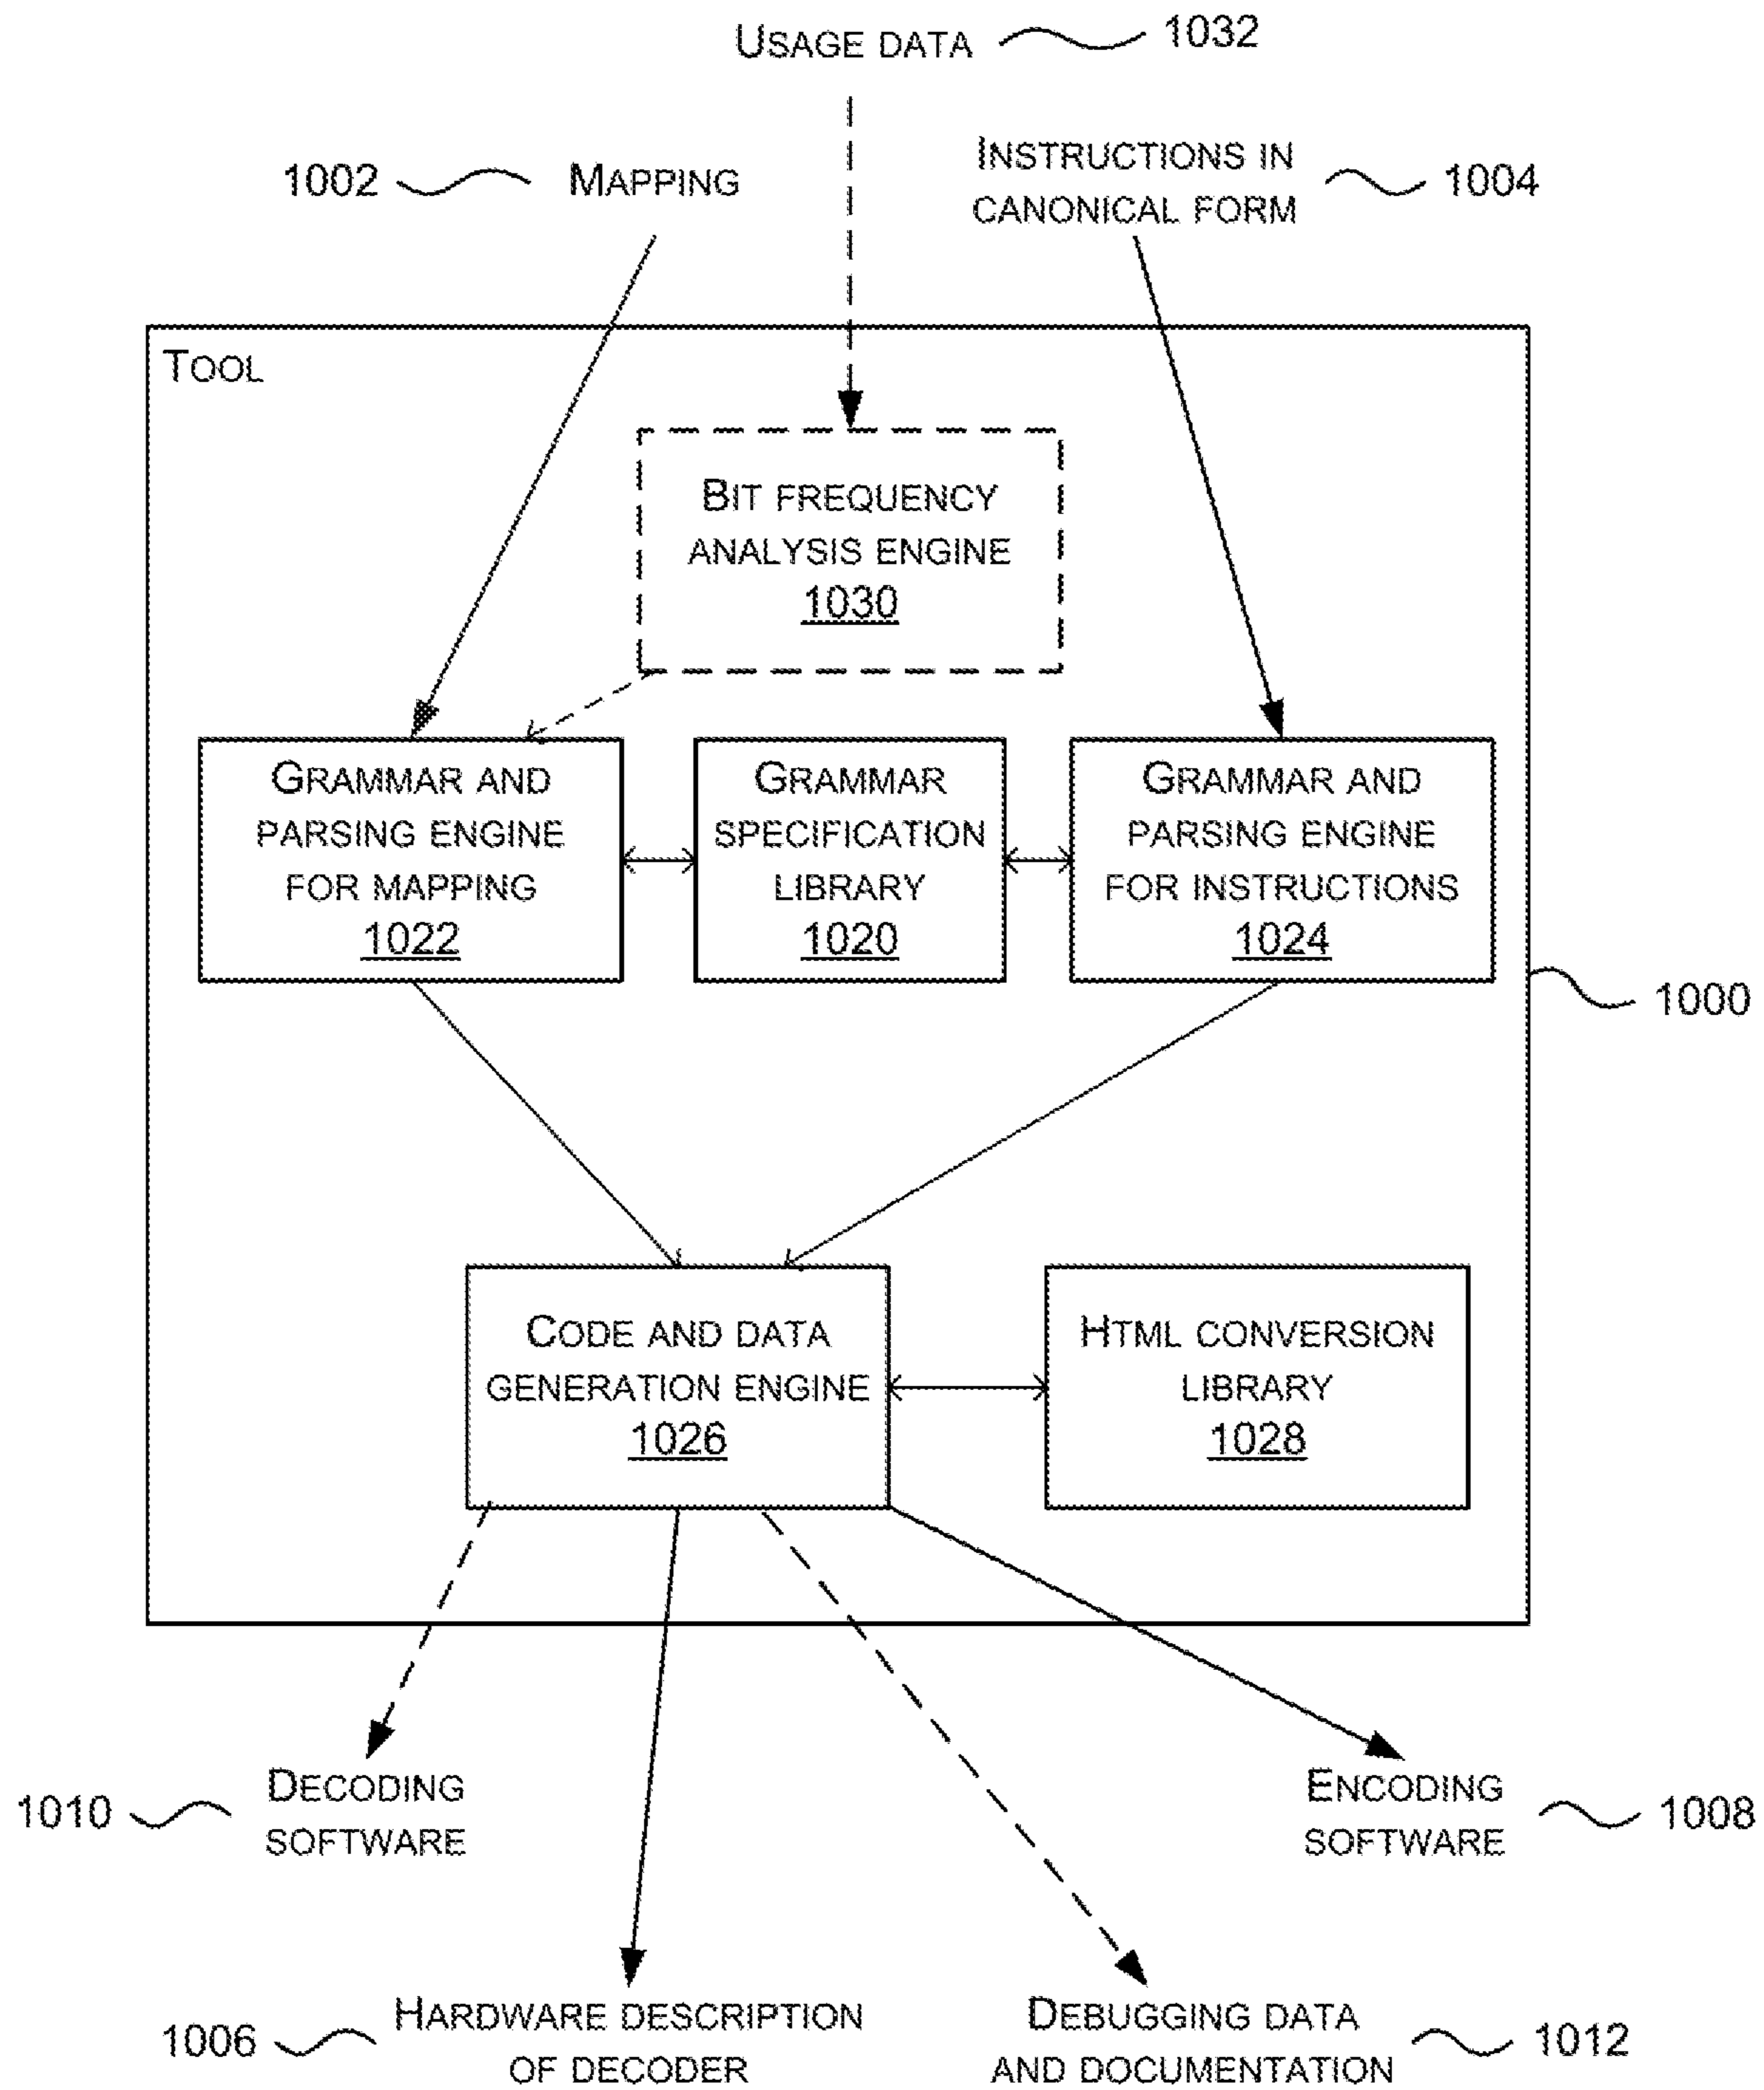 USAGE DATA 1032
1002 MAPPING
INSTRUCTIONS IN
CANONICAL FORM
1004
TOOL
BIT FREQUENCY
ANALYSIS ENGINE
1030
GRAMMAR AND
PARSING ENGINE
FOR MAPPING
1022
GRAMMAR
SPECIFICATION
LIBRARY
1020
GRAMMAR AND
PARSING ENGINE
FOR INSTRUCTIONS
1024
1000
CODE AND DATA
GENERATION ENGINE
1026
HTML CONVERSION
LIBRARY
1028
1010
DECODING
SOFTWARE
ENCODING
SOFTWARE
1008
1006
HARDWARE DESCRIPTION
OF DECODER
DEBUGGING DATA
AND DOCUMENTATION
1012